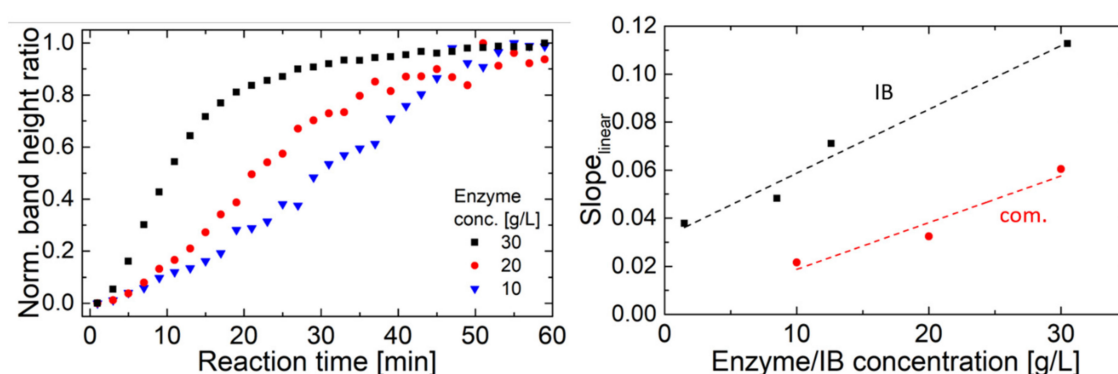 Norm. band height ratio
1.0
0.8
0.6
0.4
0.2
0.0
Enzyme
conc. [g/L]
30
20
10
0 10 20 30 40 50 60
Reaction time [min]
Slope linear
0.12
0.10
0.08
0.06
0.04
0.02
0.00
IB
com.
0 10 20 30
Enzyme/IB concentration [g/L]